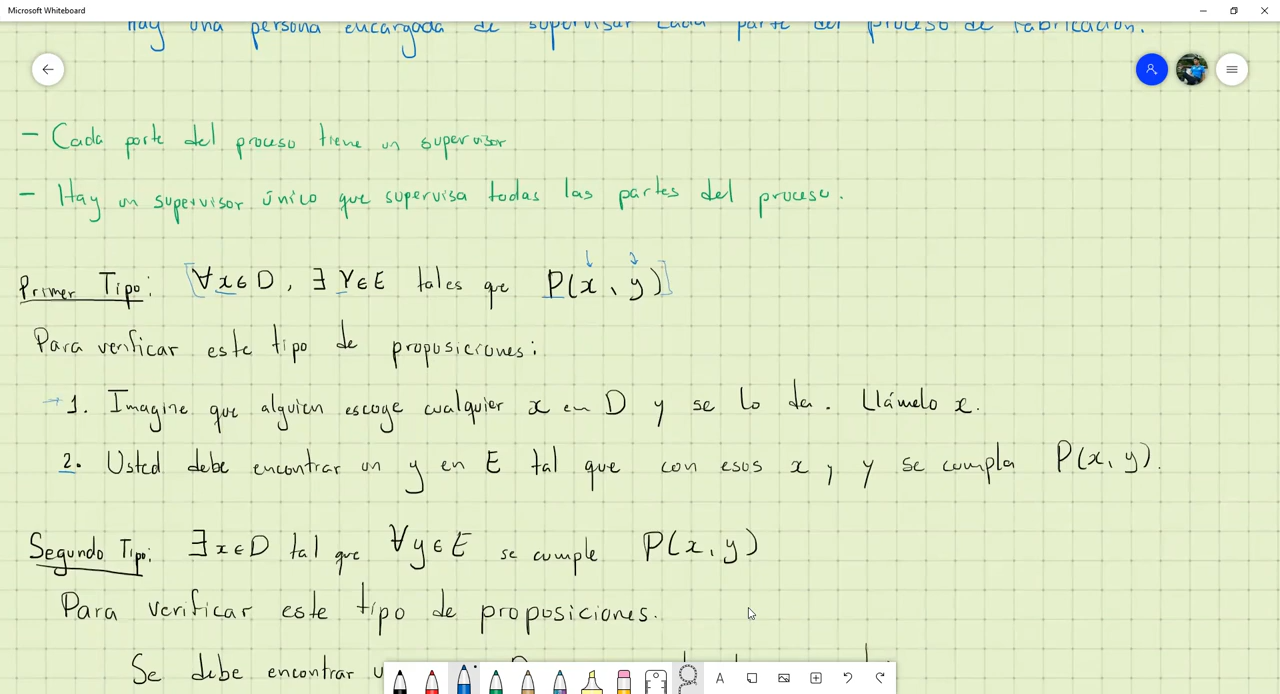 Microsoft Whiteboard
Hay una persona encargada de supervisar cada parte del proceso de fabricación.
- Cada parte del proceso tiene un supervisor
- Hay un supervisor único que supervisa todas las partes del proceso.
Primer Tipo: [∀x∈D, ∃ y∈E tales que P(x, y)]
Para verificar este tipo de proposiciones:
→ 1. Imagine que alguien escoge cualquier x en D y se lo da. Llámelo x.
2. Usted debe encontrar un y en E tal que con esos x, y se cumpla P(x, y).
Segundo Tipo: ∃x∈D tal que ∀y∈E se cumple P(x, y)
Para verificar este tipo de proposiciones.
Se debe encontrar
A